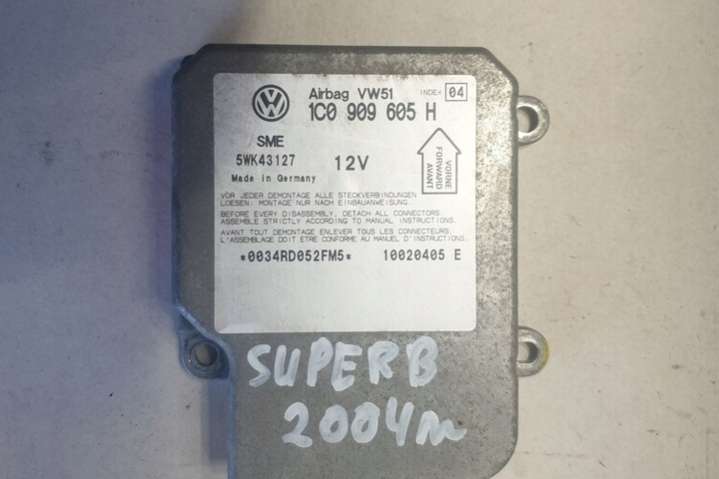 Airbag VW51 INDEX 04
1C0 909 605 H
SME
5WK43127 12V
Made in Germany
VORNE
FORWARD
AVANT
VOR JEDER DEMONTAGE ALLE STECKVERBINDUNGEN
LOESEN: MONTAGE NUR NACH EINBAUANWEISUNG.
BEFORE EVERY DISASSEMBLY, DETACH ALL CONNECTORS.
ASSEMBLE STRICTLY ACCORDING TO MANUAL INSTRUCTIONS.
AVANT TOUT DEMONTAGE ENLEVER TOUS LES CONNECTEURS.
L'ASSEMBLAGE DOIT ETRE CONFORME AU MANUEL D'INSTRUCTIONS.
*0034RD052FM5* 10020405 E
SUPERB
2004m